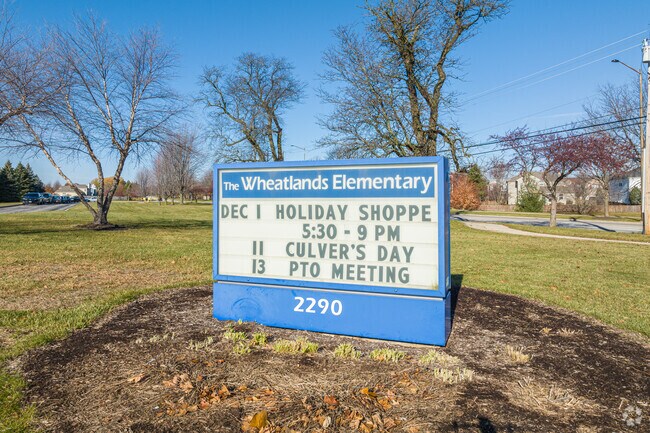 The Wheatlands Elementary
DEC 1 HOLIDAY SHOPPE
5:30 - 9 PM
11 CULVER'S DAY
13 PTO MEETING
2290